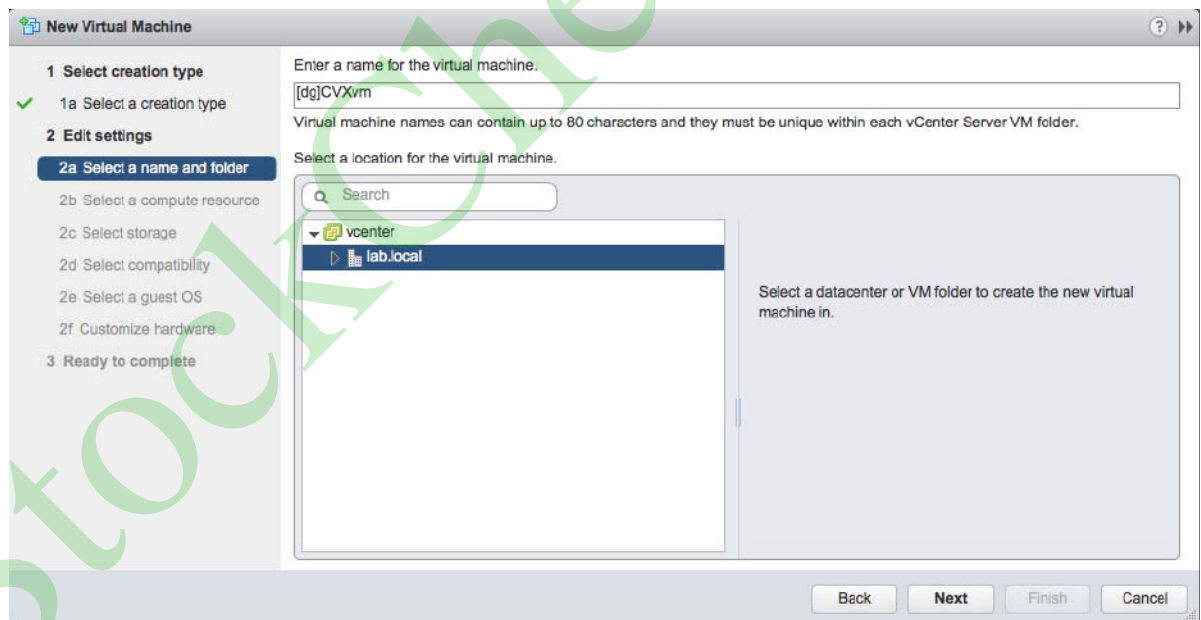 New Virtual Machine
?
1 Select creation type
1a Select a creation type
2 Edit settings
2a Select a name and folder
2b Select a compute resource
2c Select storage
2d Select compatibility
2e Select a guest OS
2f Customize hardware
3 Ready to complete
Enter a name for the virtual machine.
[dg]CVXvm
Virtual machine names can contain up to 80 characters and they must be unique within each vCenter Server VM folder.
Select a location for the virtual machine.
Search
vcenter
lab.local
Select a datacenter or VM folder to create the new virtual
machine in.
Back Next Finish Cancel